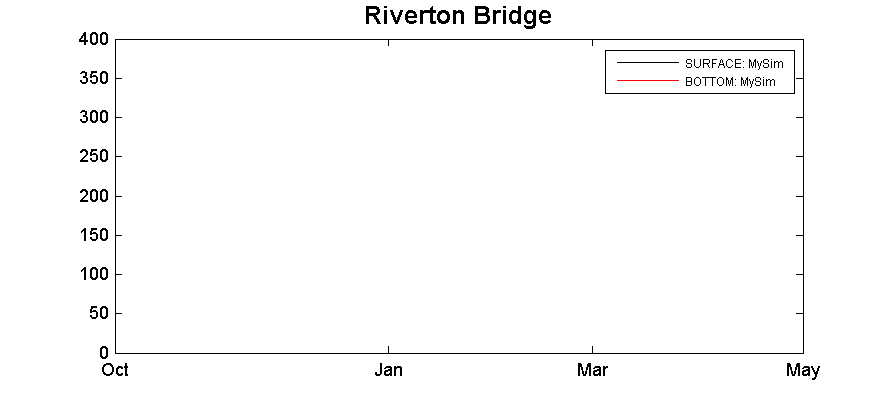 Riverton Bridge
400
350
300
250
200
150
100
50
0
SURFACE: MySim
BOTTOM: MySim
Oct Jan Mar May